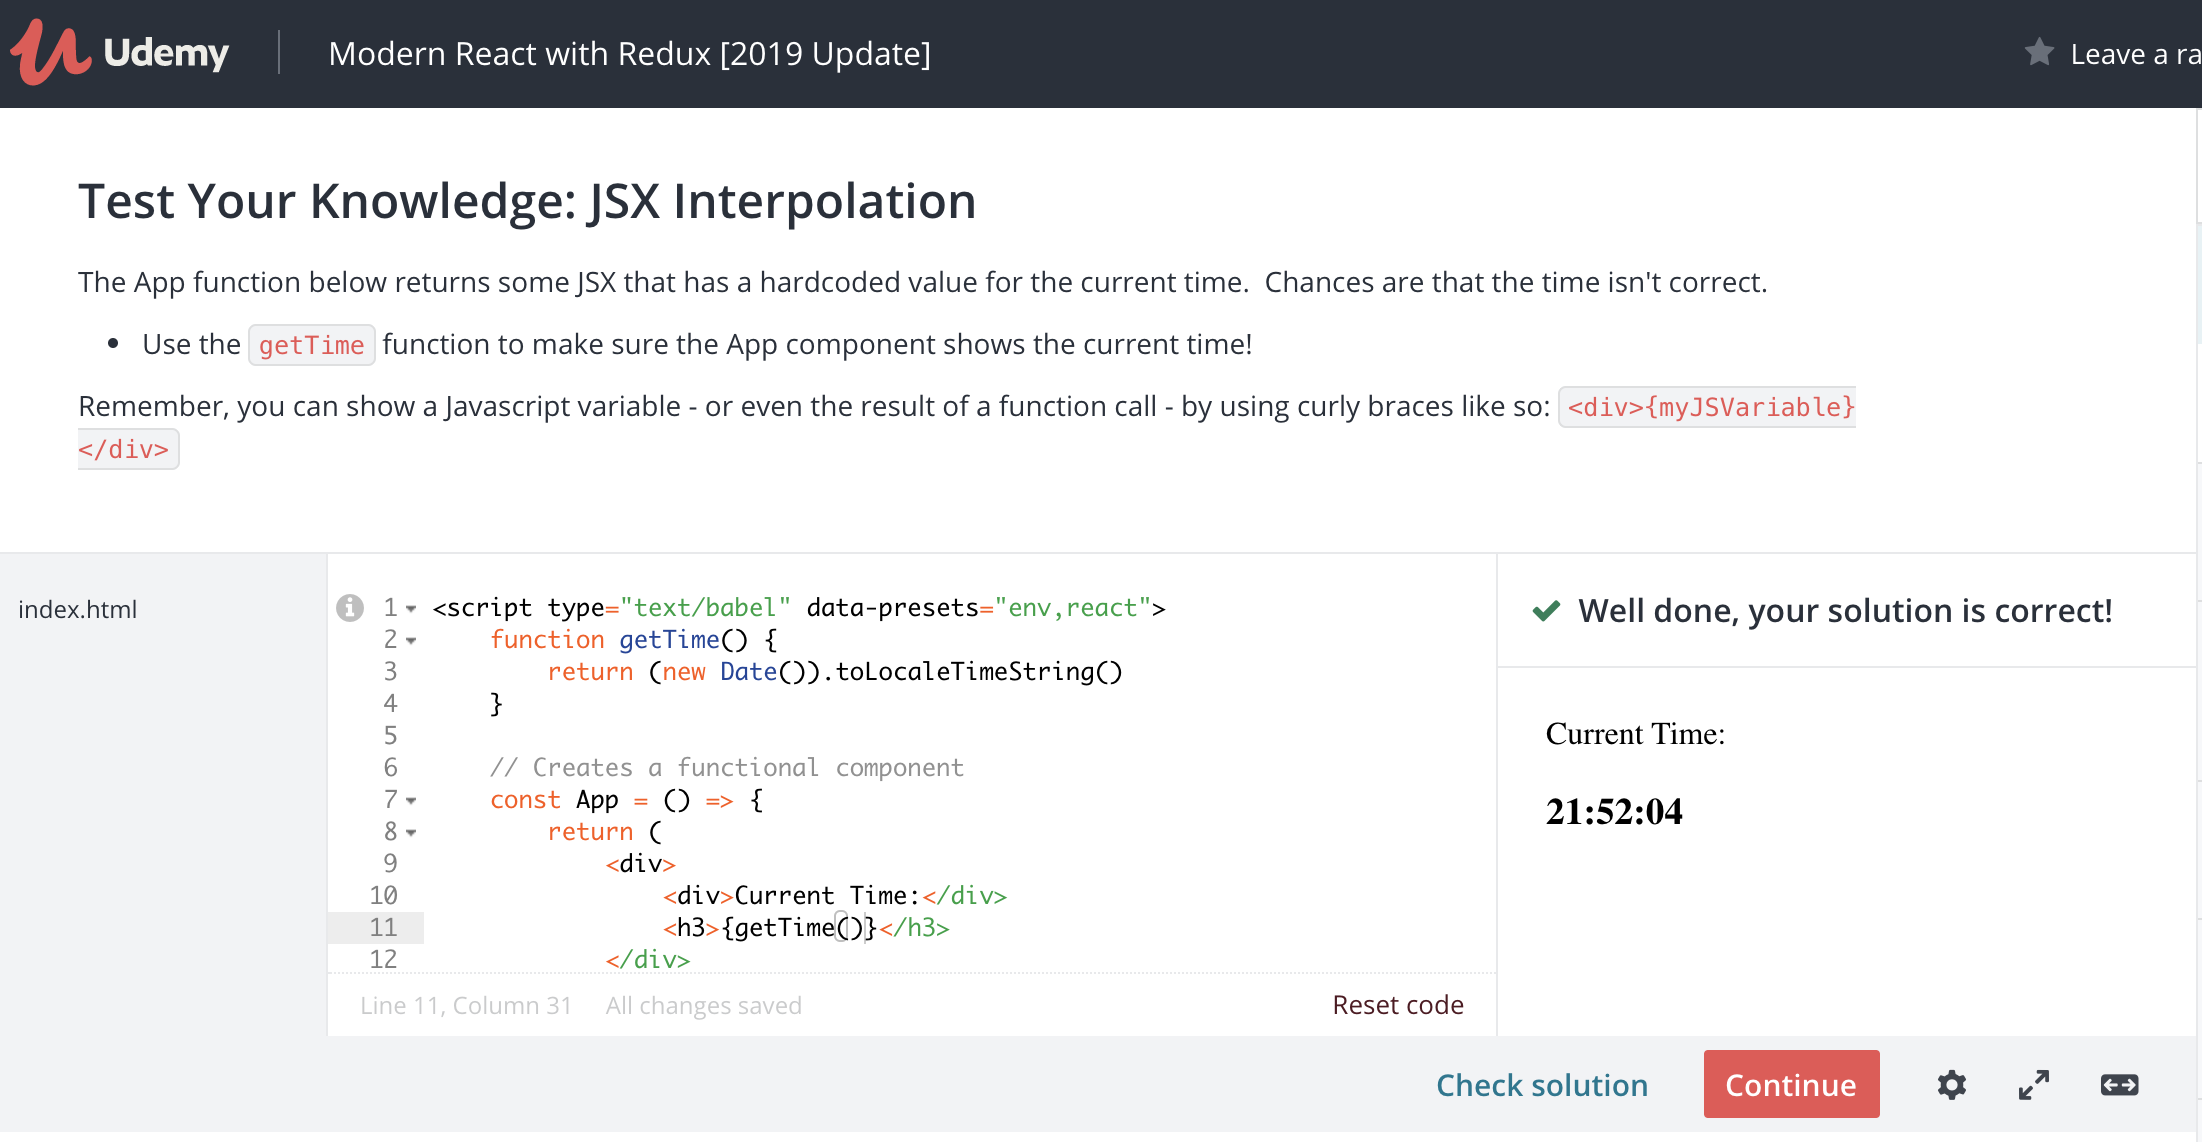 Udemy
Modern React with Redux [2019 Update]
Leave a ra
Test Your Knowledge: JSX Interpolation
The App function below returns some JSX that has a hardcoded value for the current time.  Chances are that the time isn't correct.
• Use the getTime function to make sure the App component shows the current time!
Remember, you can show a Javascript variable - or even the result of a function call - by using curly braces like so: <div>{myJSVariable}
</div>
index.html
1 <script type="text/babel" data-presets="env,react">
2     function getTime() {
3         return (new Date()).toLocaleTimeString()
4     }
5
6     // Creates a functional component
7     const App = () => {
8         return (
9             <div>
10                 <div>Current Time:</div>
11                 <h3>{getTime()}</h3>
12             </div>
Line 11, Column 31
All changes saved
Reset code
Well done, your solution is correct!
Current Time:
21:52:04
Check solution
Continue